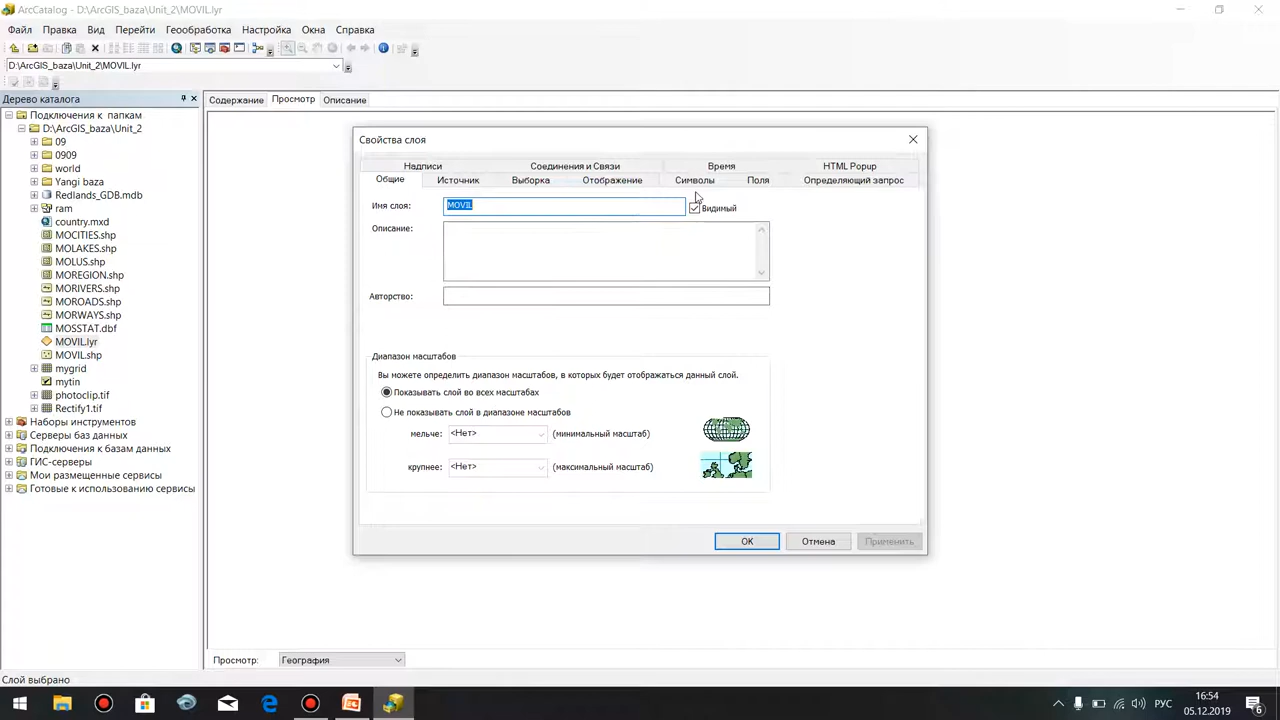 ArcCatalog - D:\ArcGIS_baza\Unit_2\MOVIL.lyr
Файл Правка Вид Перейти Геообработка Настройка Окна Справка
D:\ArcGIS_baza\Unit_2\MOVIL.lyr
Дерево каталога
Содержание Просмотр Описание
Подключения к папкам
D:\ArcGIS_baza\Unit_2
09
0909
world
Yangi baza
Redlands_GDB.mdb
ram
country.mxd
MOCITIES.shp
MOLAKES.shp
MOLUS.shp
MOREGION.shp
MORIVERS.shp
MOROADS.shp
MORWAYS.shp
MOSSTAT.dbf
MOVIL.lyr
MOVIL.shp
mygrid
mytin
photoclip.tif
Rectify1.tif
Наборы инструментов
Серверы баз данных
Подключения к базам данных
ГИС-серверы
Мои размещенные сервисы
Готовые к использованию сервисы
Свойства слоя
Надписи Соединения и Связи Время HTML Popup
Общие Источник Выборка Отображение Символы Поля Определяющий запрос
Имя слоя: MOVIL Видимый
Описание:
Авторство:
Диапазон масштабов
Вы можете определить диапазон масштабов, в которых будет отображаться данный слой.
Показывать слой во всех масштабах
Не показывать слой в диапазоне масштабов
мельче: <Нет> (минимальный масштаб)
крупнее: <Нет> (максимальный масштаб)
OK Отмена Применить
Просмотр: География
Слой выбрано
РУС
16:54
05.12.2019
6